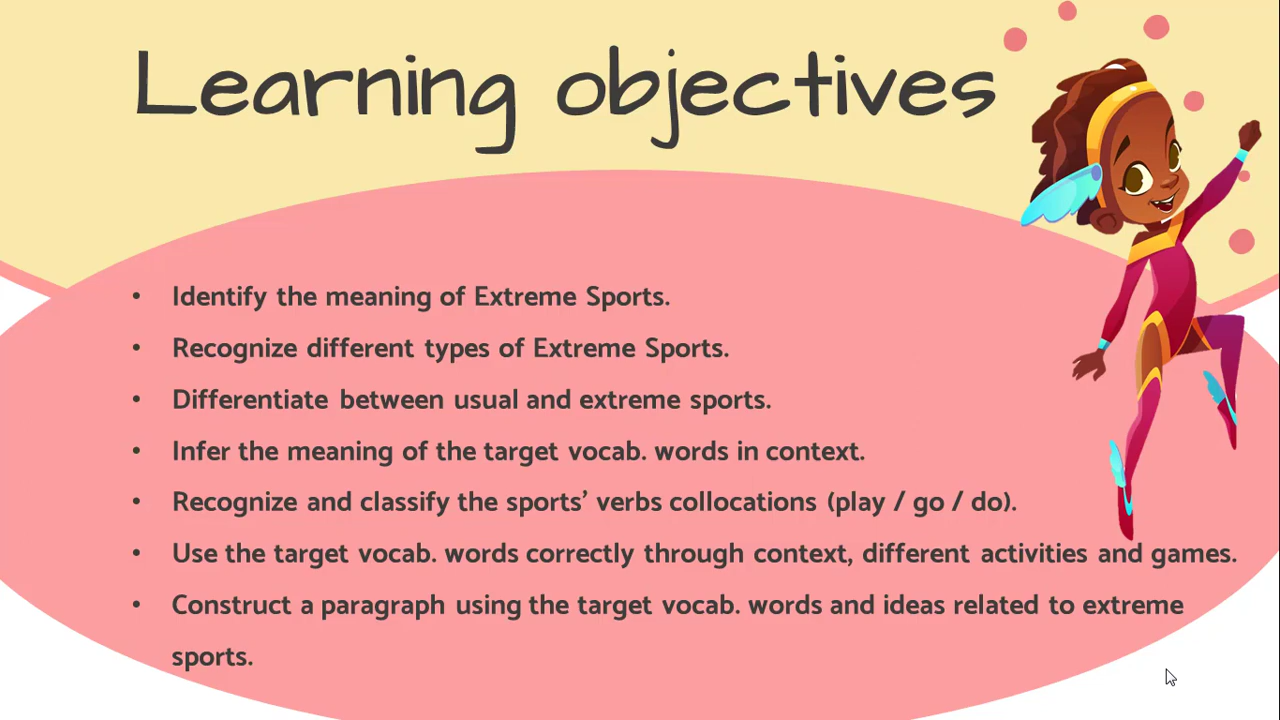 Learning objectives
• Identify the meaning of Extreme Sports.
• Recognize different types of Extreme Sports.
• Differentiate between usual and extreme sports.
• Infer the meaning of the target vocab. words in context.
• Recognize and classify the sports’ verbs collocations (play / go / do).
• Use the target vocab. words correctly through context, different activities and games.
• Construct a paragraph using the target vocab. words and ideas related to extreme
sports.